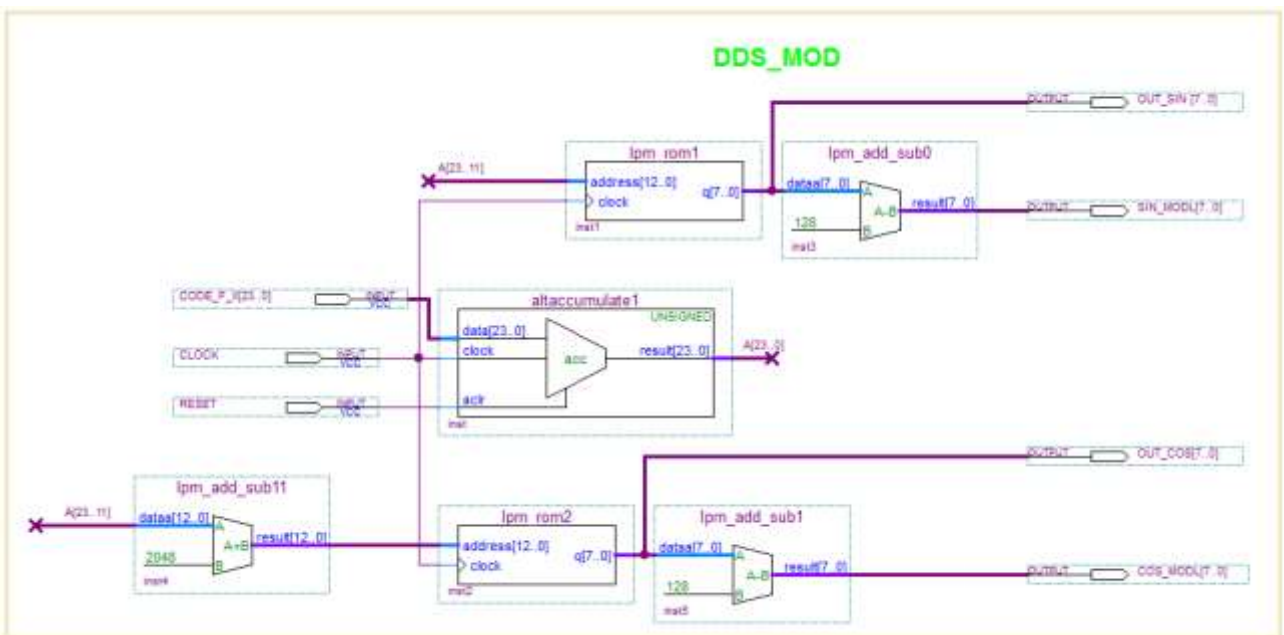 DDS_MOD
OUTPUT OUT_SIN [7..0]
lpm_rom1 lpm_add_sub0
A[23..11]
address[12..0] q[7..0] dataa[7..0] A
clock A-B result[7..0] OUTPUT SIN_MODL[7..0]
128 B
inst1 inst3
CODE_F_X[23..0] INPUT VCC
altaccumulate1
UNSIGNED
data[23..0]
CLOCK INPUT VCC clock acc result[23..0] A[23..0]
RESET INPUT VCC aclr
inst
OUTPUT OUT_COS[7..0]
lpm_add_sub11
A[23..11] dataa[12..0] A
A+B result[12..0]
2048 B
inst4
lpm_rom2 lpm_add_sub1
address[12..0] q[7..0] dataa[7..0] A
clock A-B result[7..0] OUTPUT COS_MODL[7..0]
128 B
inst2 inst5